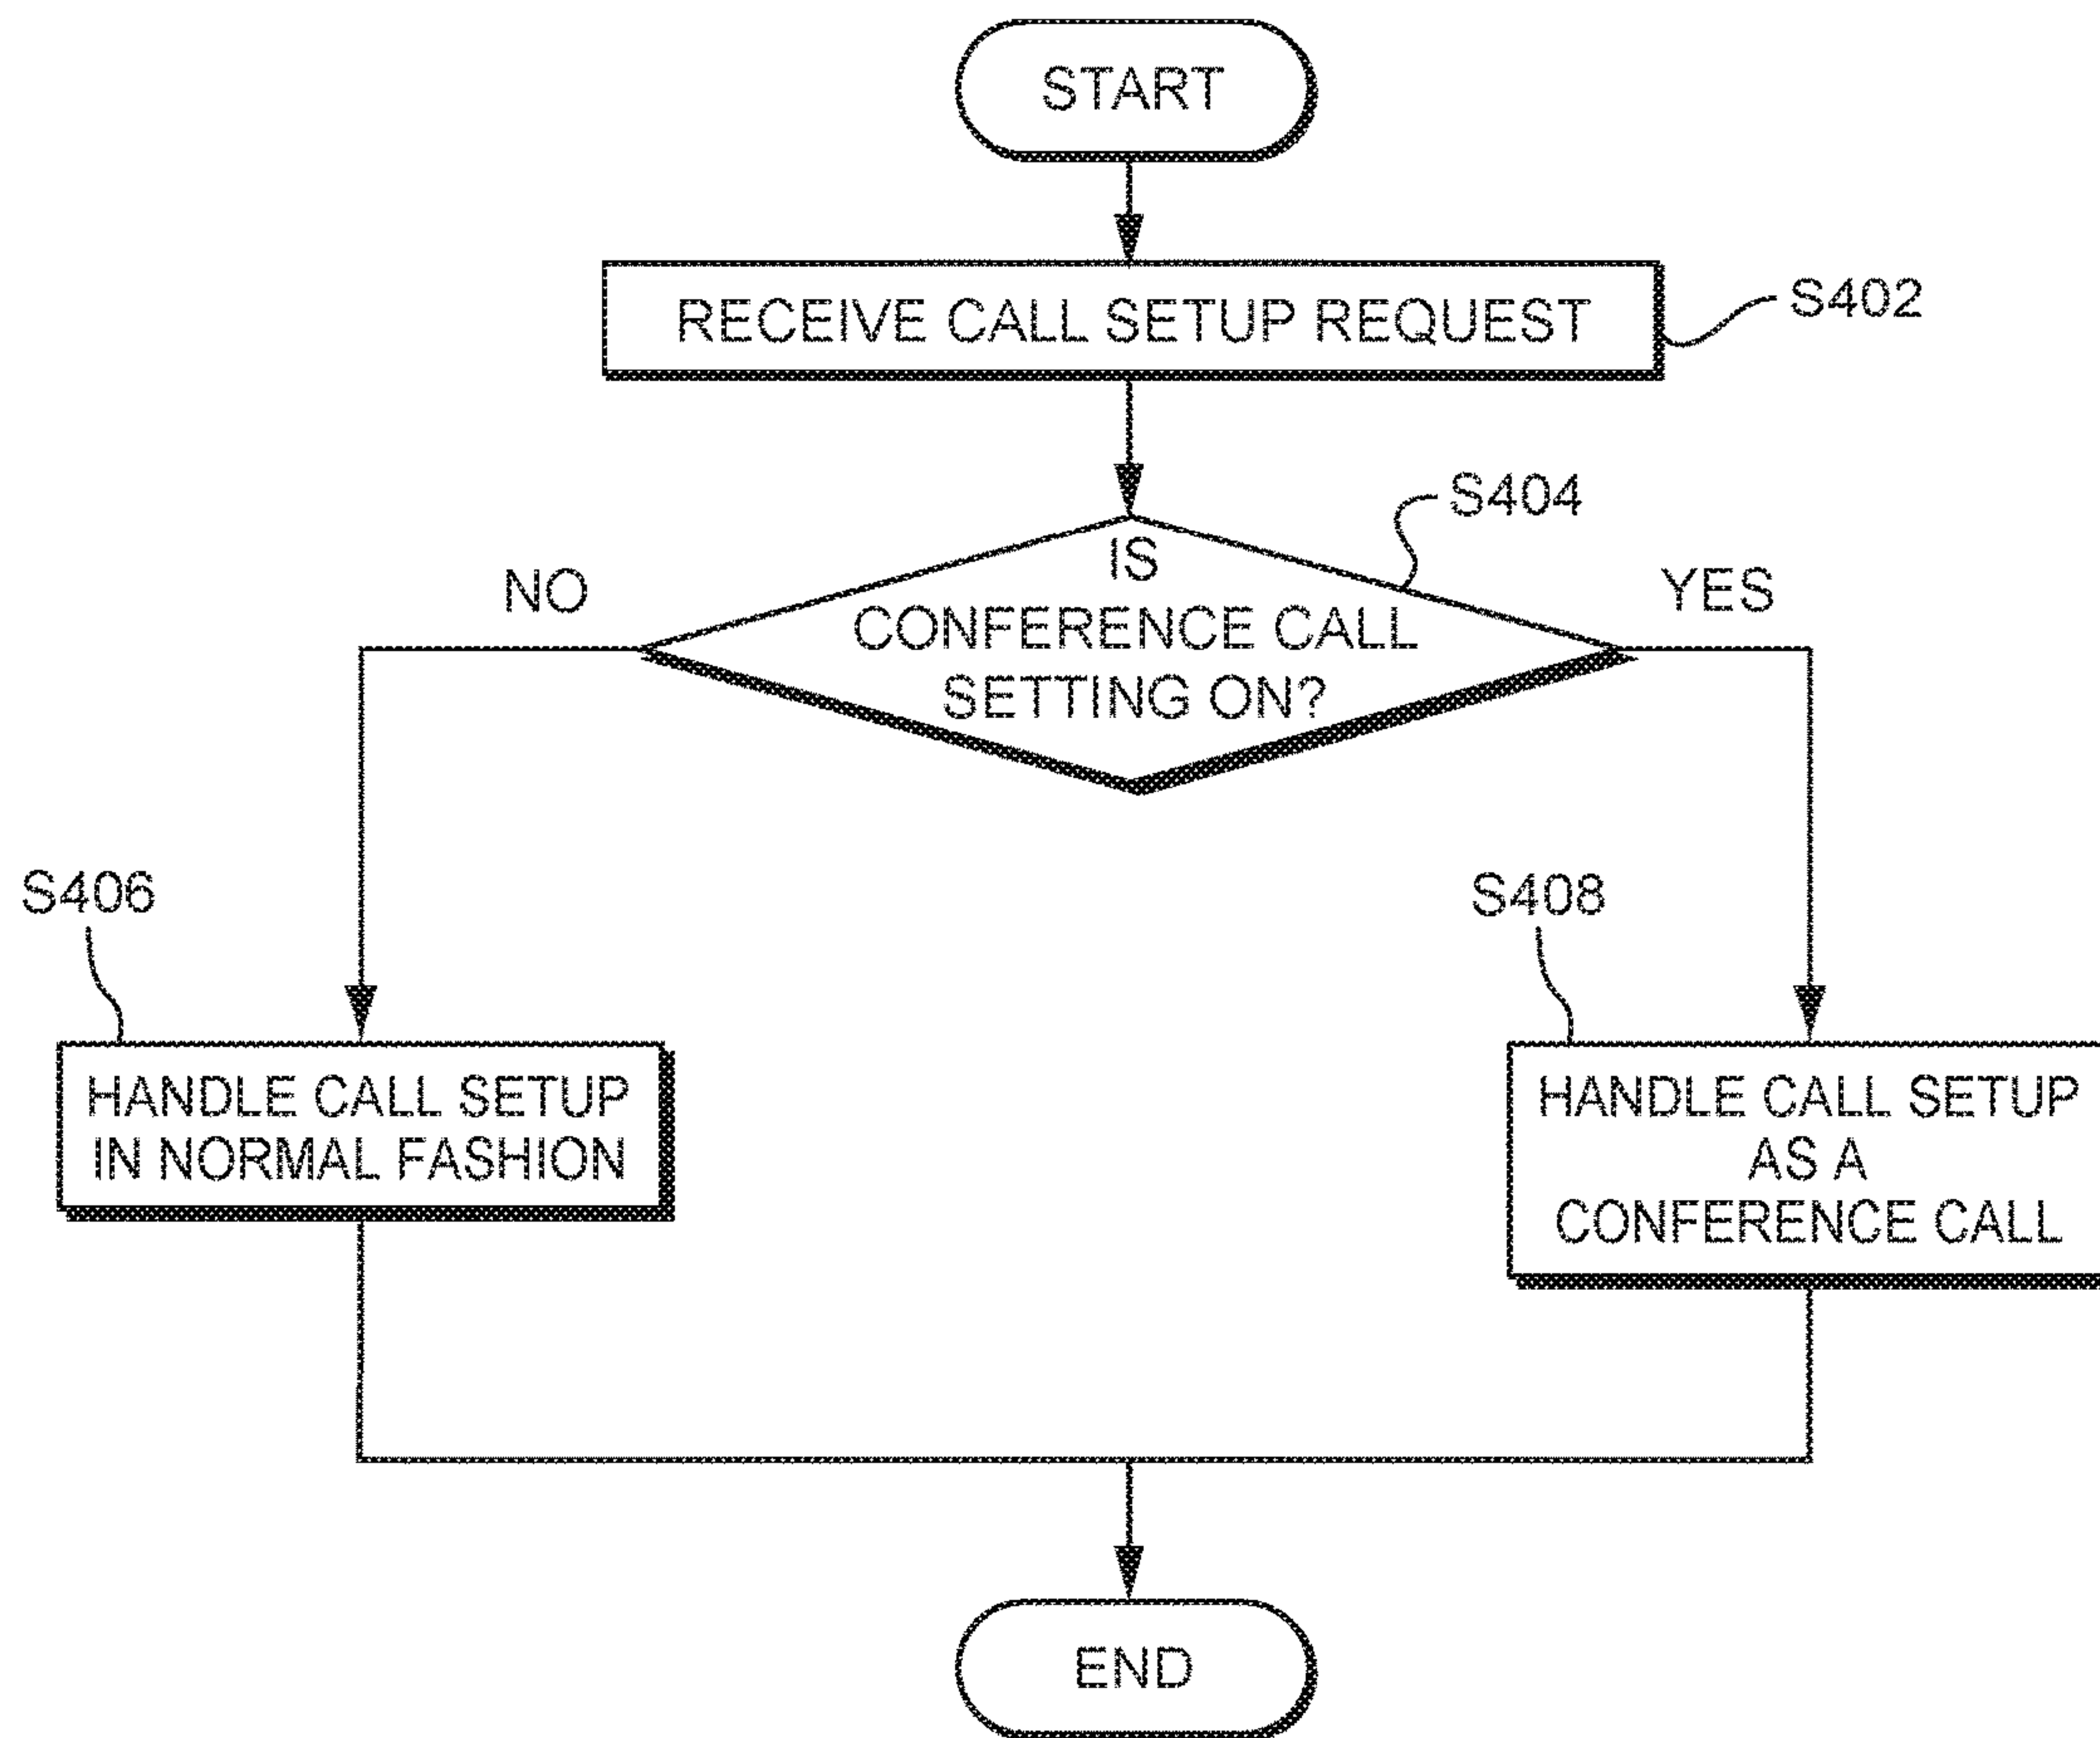 START
RECEIVE CALL SETUP REQUEST
S402
S404
IS
CONFERENCE CALL
SETTING ON?
NO
YES
S406
HANDLE CALL SETUP
IN NORMAL FASHION
S408
HANDLE CALL SETUP
AS A
CONFERENCE CALL
END